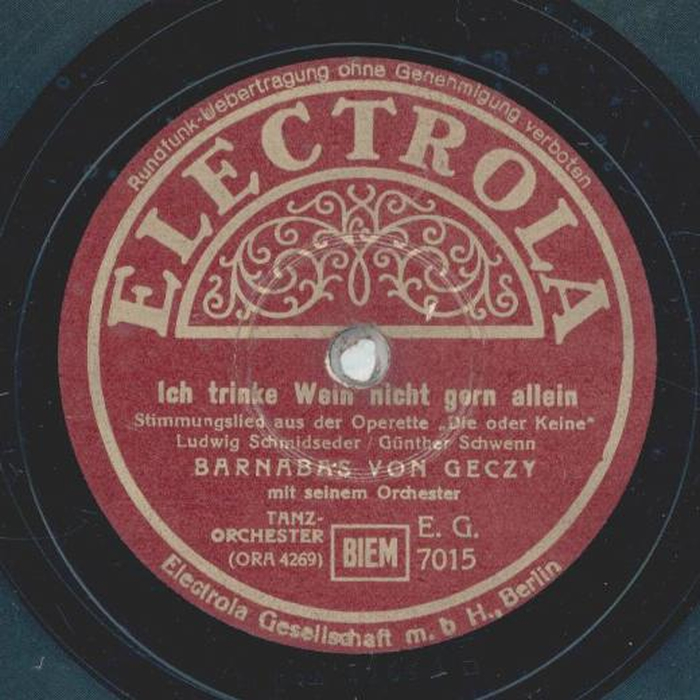 Rundfunk-Uebertragung ohne Genehmigung verboten
ELECTROLA
Ich trinke Wein nicht gern allein
Stimmungslied aus der Operette „Die oder Keine"
Ludwig Schmidseder / Günther Schwenn
BARNABAS VON GECZY
mit seinem Orchester
TANZ-
ORCHESTER
(ORA 4269)
BIEM
E. G.
7015
Electrola Gesellschaft m. b H., Berlin